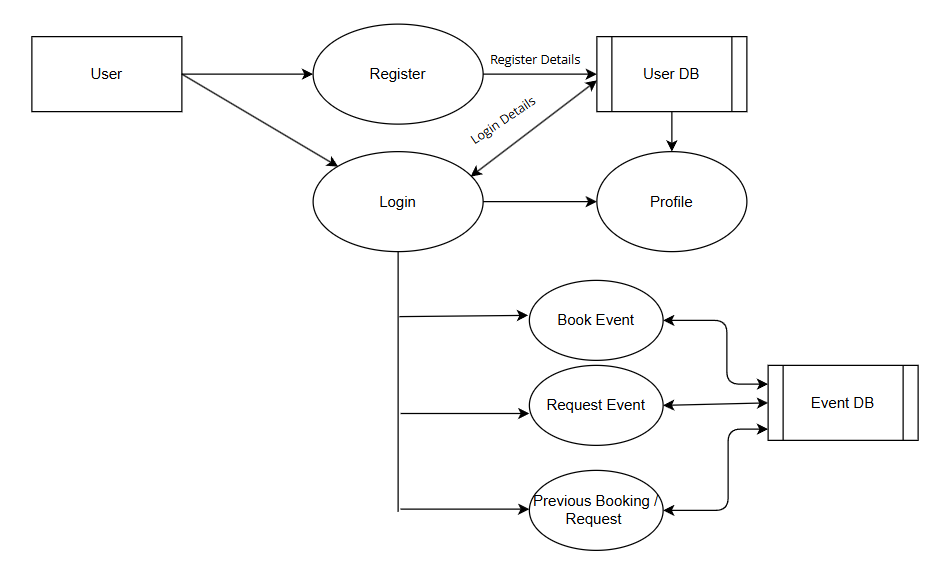 User
Register
Register Details
User DB
Login Details
Login
Profile
Book Event
Request Event
Event DB
Previous Booking /
Request